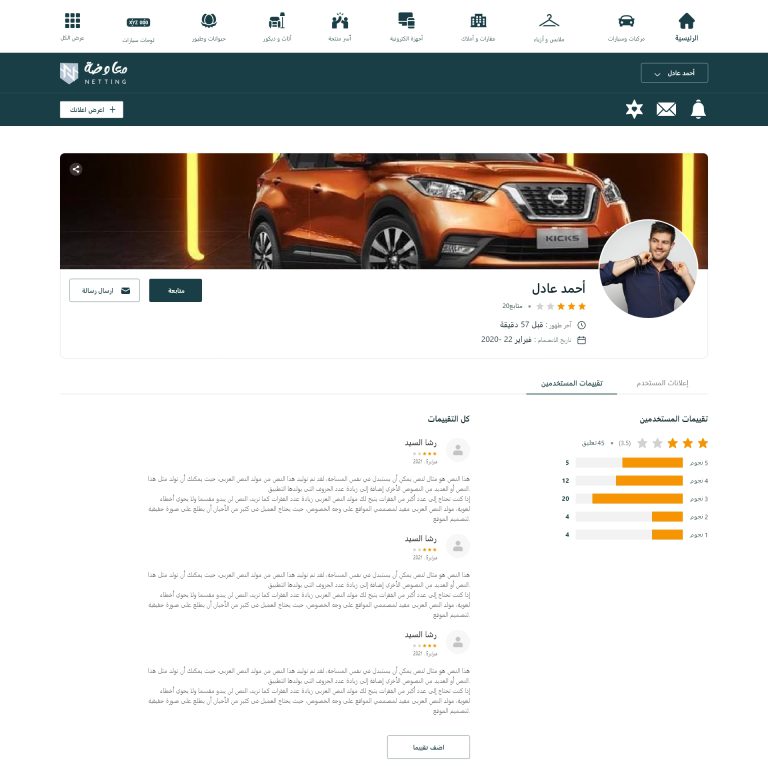 الرئيسية
مركبات وسيارات
ملابس و أزياء
عقارات و أملاك
أجهزة الكترونية
أسر منتجة
أثاث و ديكور
حيوانات وطيور
لوحات سيارات
عرض الكل
XYZ
أحمد عادل
معاوضة
NETTING
+ اعرض اعلانك
KICKS
أحمد عادل
متابع20
آخر ظهور : قبل 57 دقيقة
تاريخ الانضمام : فبراير 22 -2020
متابعة
ارسال رسالة
إعلانات المستخدم
تقييمات المستخدمين
تقييمات المستخدمين
(3.5) • 45 تعليق
5 نجوم 5
4 نجوم 12
3 نجوم 20
2 نجوم 4
1 نجوم 4
كل التقييمات
رشا السيد
هذا النص هو مثال لنص يمكن أن يستبدل في نفس المساحة، لقد تم توليد هذا النص من مولد النص العربى، حيث يمكنك أن تولد مثل هذا
النص أو العديد من النصوص الأخرى إضافة إلى زيادة عدد الحروف التى يولدها التطبيق.
إذا كنت تحتاج إلى عدد أكبر من الفقرات يتيح لك مولد النص العربى زيادة عدد الفقرات كما تريد، النص لن يبدو مقسما ولا يحوي أخطاء
لغوية، مولد النص العربى مفيد لمصممي المواقع على وجه الخصوص، حيث يحتاج العميل فى كثير من الأحيان أن يطلع على صورة حقيقية
لتصميم الموقع.
رشا السيد
هذا النص هو مثال لنص يمكن أن يستبدل في نفس المساحة، لقد تم توليد هذا النص من مولد النص العربى، حيث يمكنك أن تولد مثل هذا
النص أو العديد من النصوص الأخرى إضافة إلى زيادة عدد الحروف التى يولدها التطبيق.
إذا كنت تحتاج إلى عدد أكبر من الفقرات يتيح لك مولد النص العربى زيادة عدد الفقرات كما تريد، النص لن يبدو مقسما ولا يحوي أخطاء
لغوية، مولد النص العربى مفيد لمصممي المواقع على وجه الخصوص، حيث يحتاج العميل فى كثير من الأحيان أن يطلع على صورة حقيقية
لتصميم الموقع.
رشا السيد
هذا النص هو مثال لنص يمكن أن يستبدل في نفس المساحة، لقد تم توليد هذا النص من مولد النص العربى، حيث يمكنك أن تولد مثل هذا
النص أو العديد من النصوص الأخرى إضافة إلى زيادة عدد الحروف التى يولدها التطبيق.
إذا كنت تحتاج إلى عدد أكبر من الفقرات يتيح لك مولد النص العربى زيادة عدد الفقرات كما تريد، النص لن يبدو مقسما ولا يحوي أخطاء
لغوية، مولد النص العربى مفيد لمصممي المواقع على وجه الخصوص، حيث يحتاج العميل فى كثير من الأحيان أن يطلع على صورة حقيقية
لتصميم الموقع.
اضف تقييما